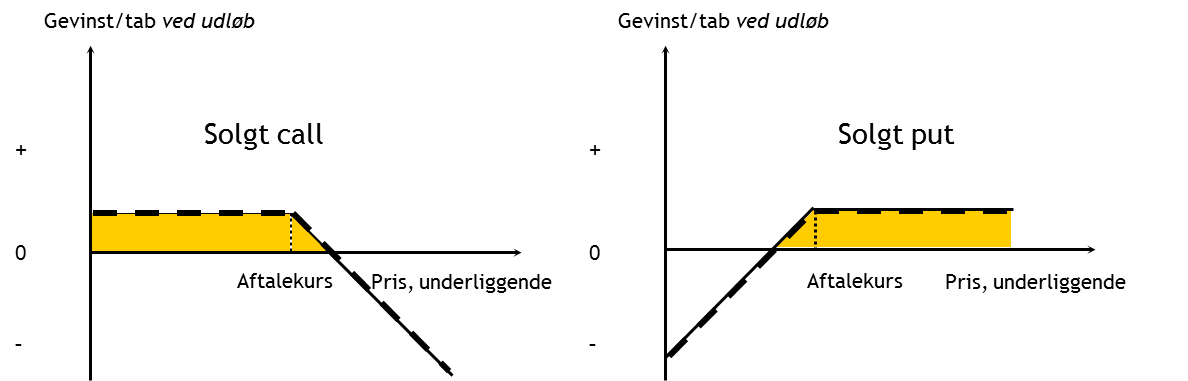 Gevinst/tab ved udløb
Solgt call
+
0
Aftalekurs
Pris, underliggende
-
Gevinst/tab ved udløb
Solgt put
+
0
Aftalekurs
Pris, underliggende
-